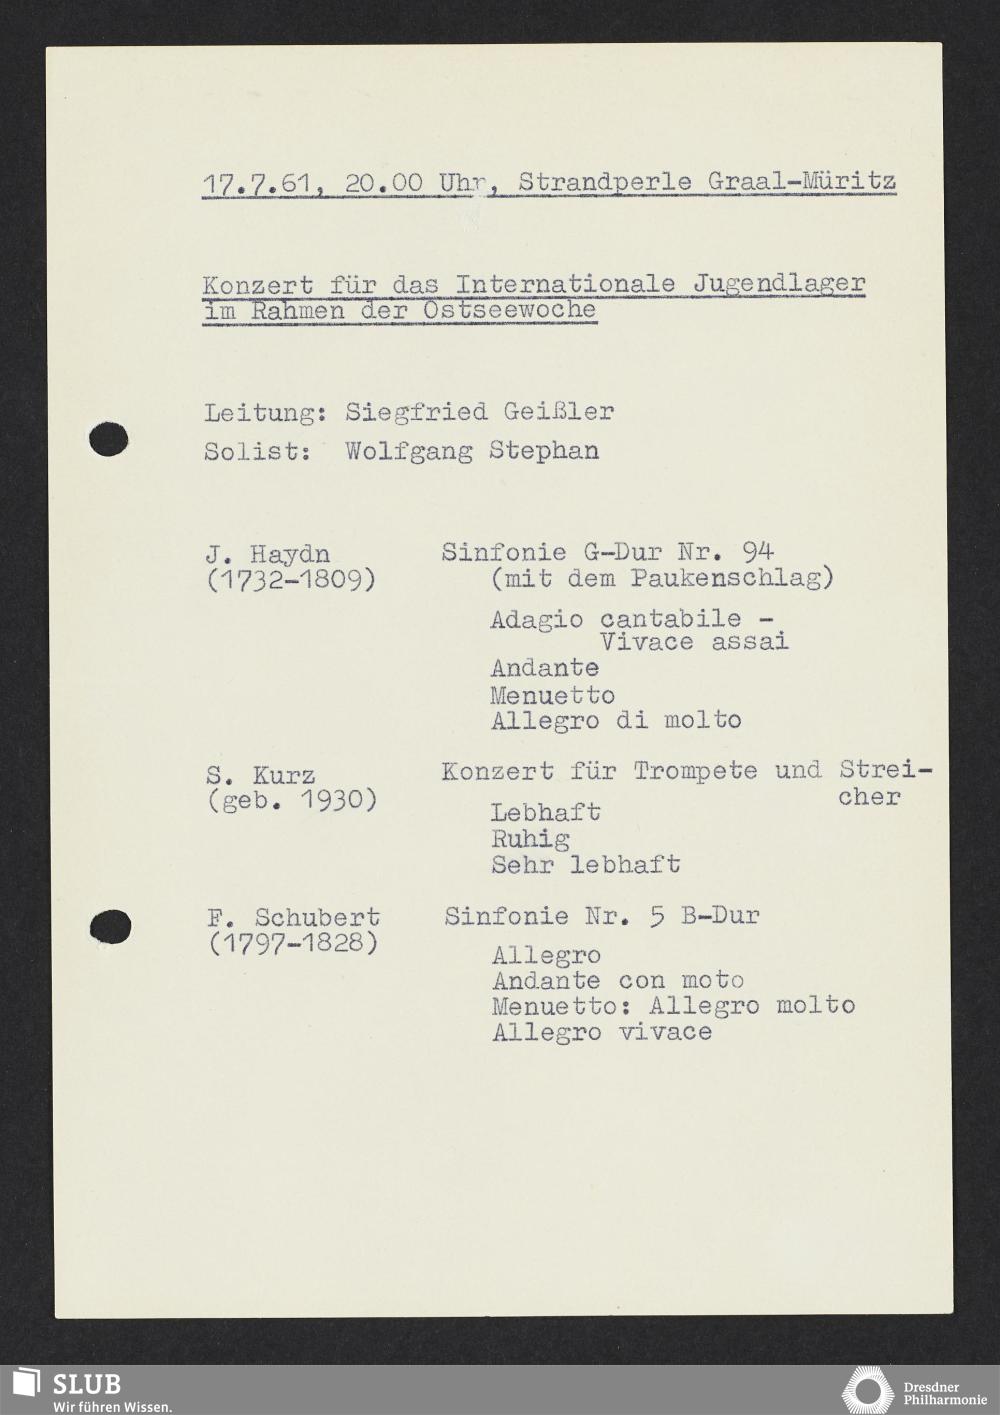 17.7.61, 20.00 Uhr, Strandperle Graal-Müritz
Konzert für das Internationale Jugendlager
im Rahmen der Ostseewoche
Leitung: Siegfried Geißler
Solist: Wolfgang Stephan
J. Haydn Sinfonie G-Dur Nr. 94
(1732-1809) (mit dem Paukenschlag)
Adagio cantabile -
Vivace assai
Andante
Menuetto
Allegro di molto
S. Kurz Konzert für Trompete und Strei-
(geb. 1930) cher
Lebhaft
Ruhig
Sehr lebhaft
F. Schubert Sinfonie Nr. 5 B-Dur
(1797-1828)
Allegro
Andante con moto
Menuetto: Allegro molto
Allegro vivace
SLUB
Wir führen Wissen.
Dresdner
Philharmonie